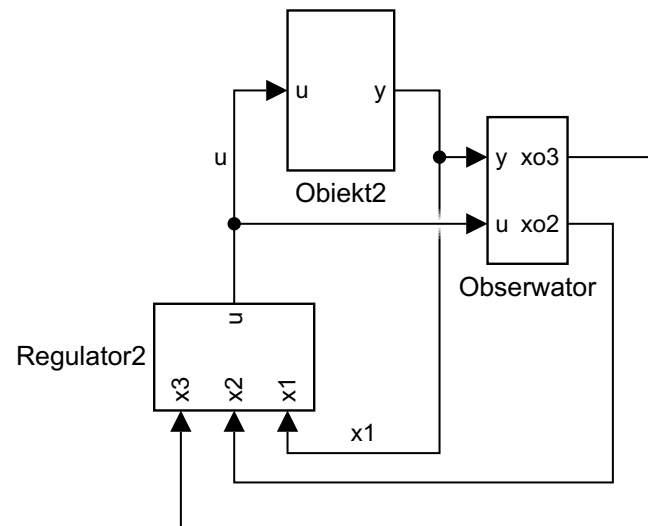 u y
Obiekt2
u
y xo3
u xo2
Obserwator
u
Regulator2
x3 x2 x1
x1